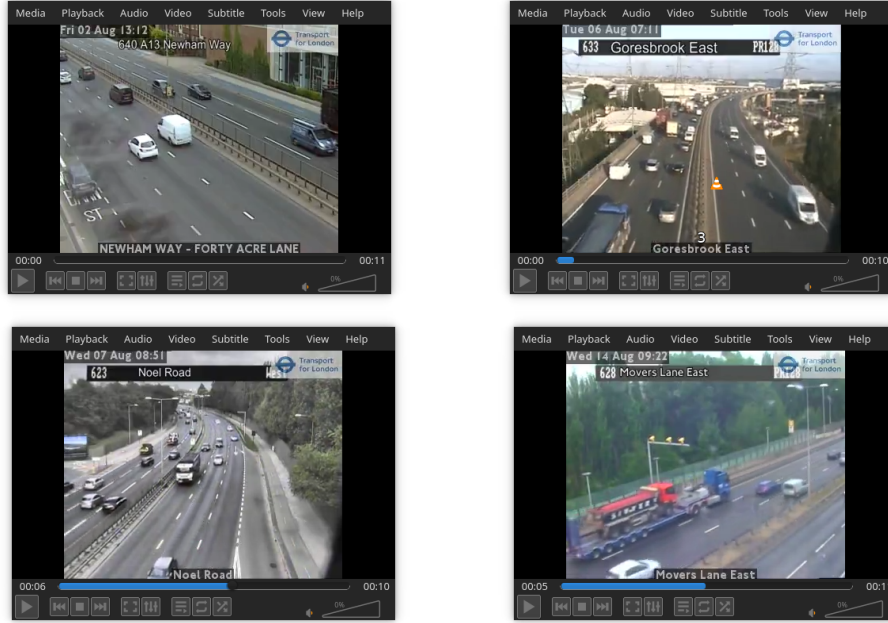 Media Playback Audio Video Subtitle Tools View Help
Fri 02 Aug 13:12
Transport for London
640 A13 Newham Way
NEWHAM WAY - FORTY ACRE LANE
00:00 00:11
0%
Media Playback Audio Video Subtitle Tools View Help
Tue 06 Aug 07:11
Transport for London
633 Goresbrook East
3
Goresbrook East
00:00 00:10
0%
Media Playback Audio Video Subtitle Tools View Help
Wed 07 Aug 08:51
Transport for London
623 Noel Road West
Noel Road
00:06 00:10
0%
Media Playback Audio Video Subtitle Tools View Help
Wed 14 Aug 09:22
Transport for London
628 Movers Lane East
Movers Lane East
00:05
0%